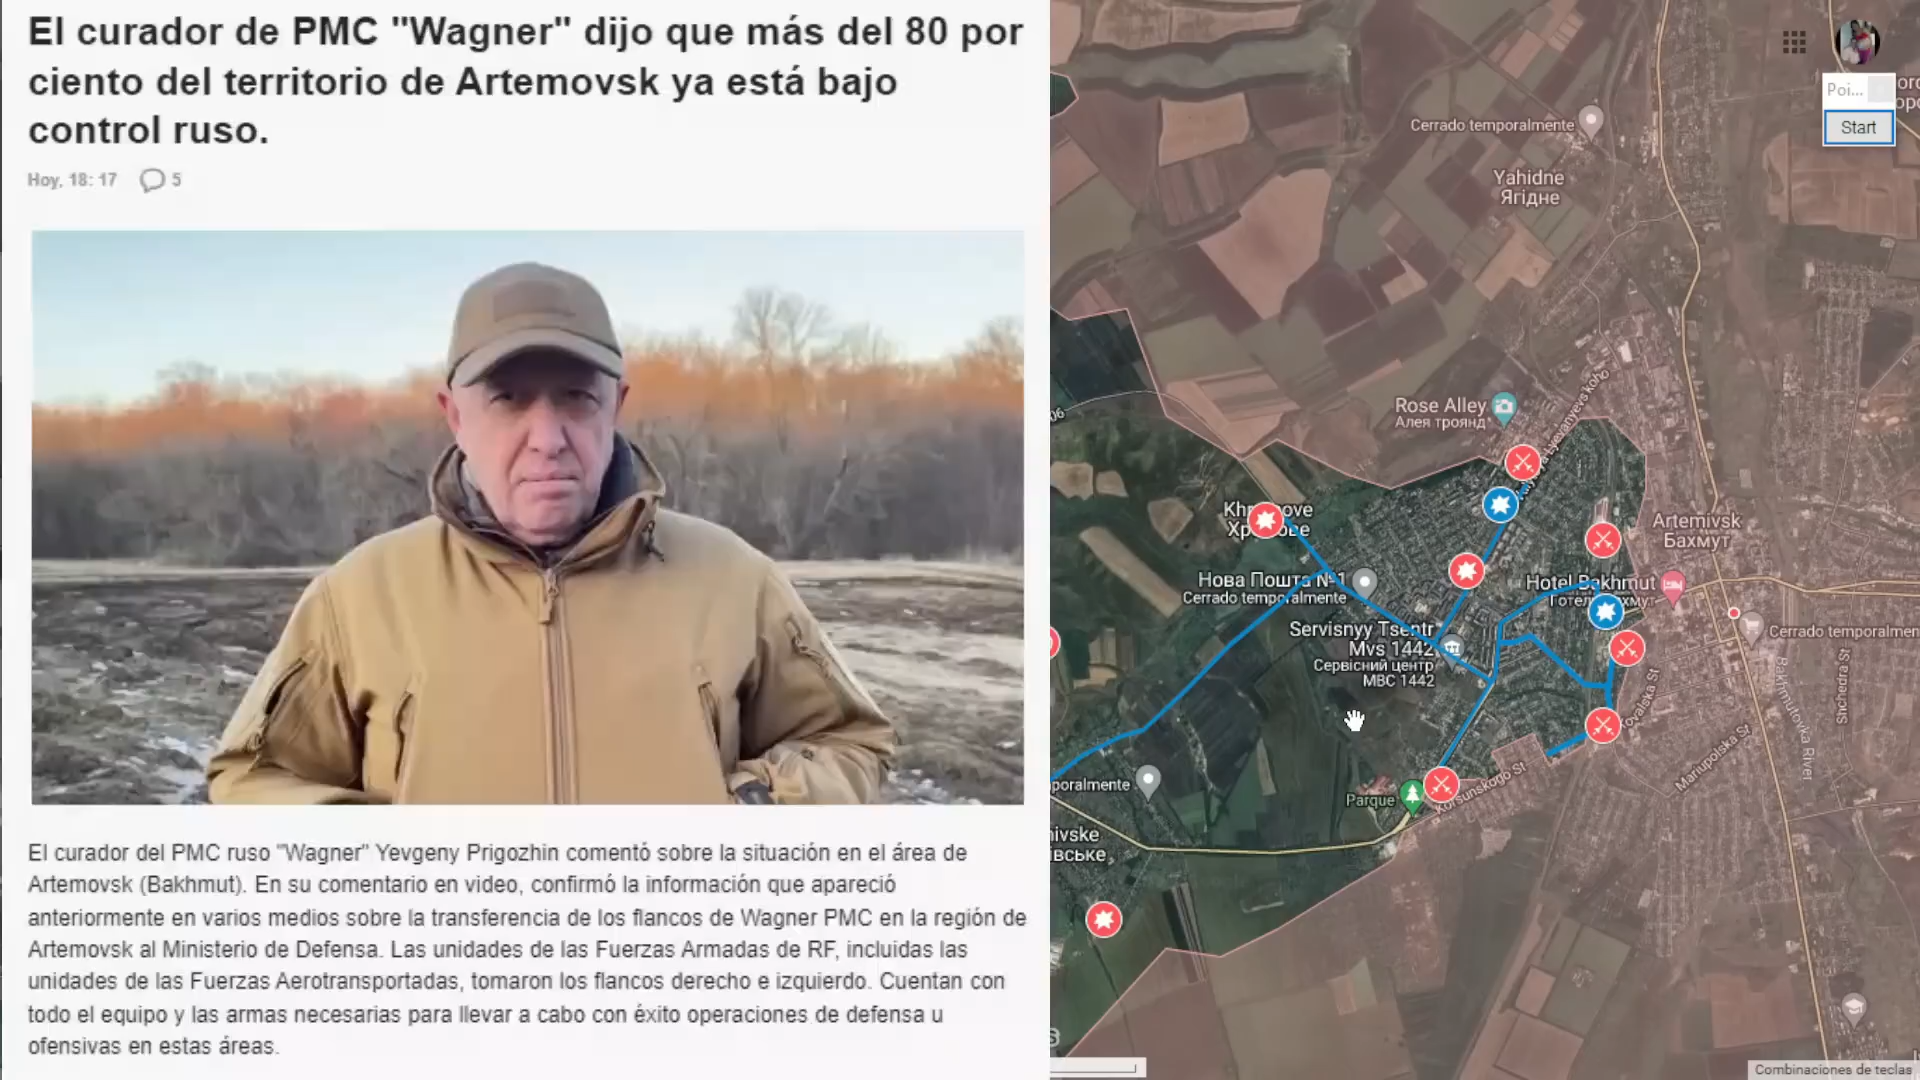 El curador de PMC "Wagner" dijo que más del 80 por
ciento del territorio de Artemovsk ya está bajo
control ruso.
Hoy, 18: 17
5
El curador del PMC ruso "Wagner" Yevgeny Prigozhin comentó sobre la situación en el área de
Artemovsk (Bakhmut). En su comentario en video, confirmó la información que apareció
anteriormente en varios medios sobre la transferencia de los flancos de Wagner PMC en la región de
Artemovsk al Ministerio de Defensa. Las unidades de las Fuerzas Armadas de RF, incluidas las
unidades de las Fuerzas Aerotransportadas, tomaron los flancos derecho e izquierdo. Cuentan con
todo el equipo y las armas necesarias para llevar a cabo con éxito operaciones de defensa u
ofensivas en estas áreas.
Poi...
Start
Cerrado temporalmente
Yahidne
Ягідне
Rose Alley
Алея троянд
06
Artemivsk
Бахмут
Нова Пошта №1
Cerrado temporalmente
Hotel Bakhmut
Servisnyy Tsentr
Mvs 1442
Сервісний центр
МВС 1442
Cerrado temporalmen
Shchedra St
Bakhmutovka River
Mariupolska St
Korsunskogo St
Parque
poralmente
nivske
івське
Combinaciones de teclas